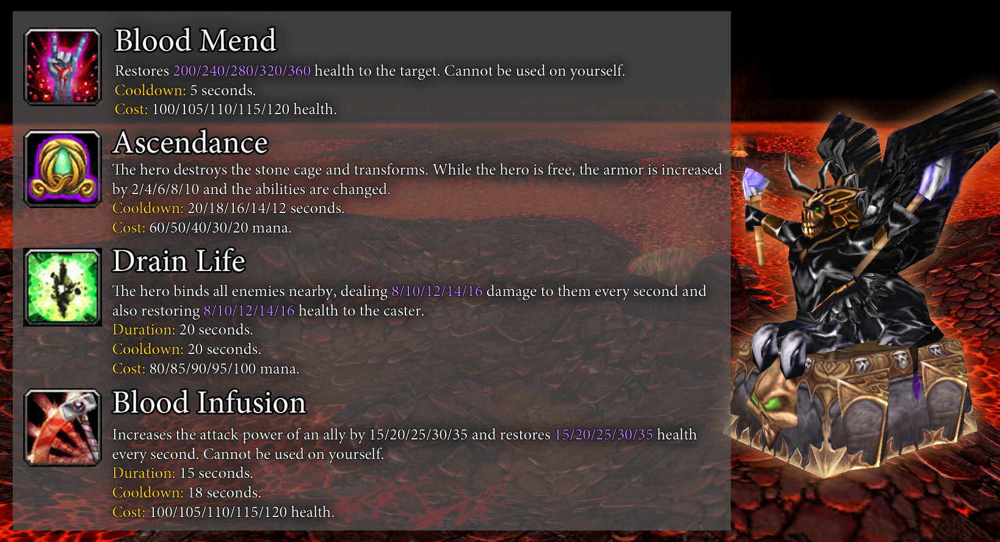 Blood Mend
Restores 200/240/280/320/360 health to the target. Cannot be used on yourself.
Cooldown: 5 seconds.
Cost: 100/105/110/115/120 health.
Ascendance
The hero destroys the stone cage and transforms. While the hero is free, the armor is increased
by 2/4/6/8/10 and the abilities are changed.
Cooldown: 20/18/16/14/12 seconds.
Cost: 60/50/40/30/20 mana.
Drain Life
The hero binds all enemies nearby, dealing 8/10/12/14/16 damage to them every second and
also restoring 8/10/12/14/16 health to the caster.
Duration: 20 seconds.
Cooldown: 20 seconds.
Cost: 80/85/90/95/100 mana.
Blood Infusion
Increases the attack power of an ally by 15/20/25/30/35 and restores 15/20/25/30/35 health
every second. Cannot be used on yourself.
Duration: 15 seconds.
Cooldown: 18 seconds.
Cost: 100/105/110/115/120 health.